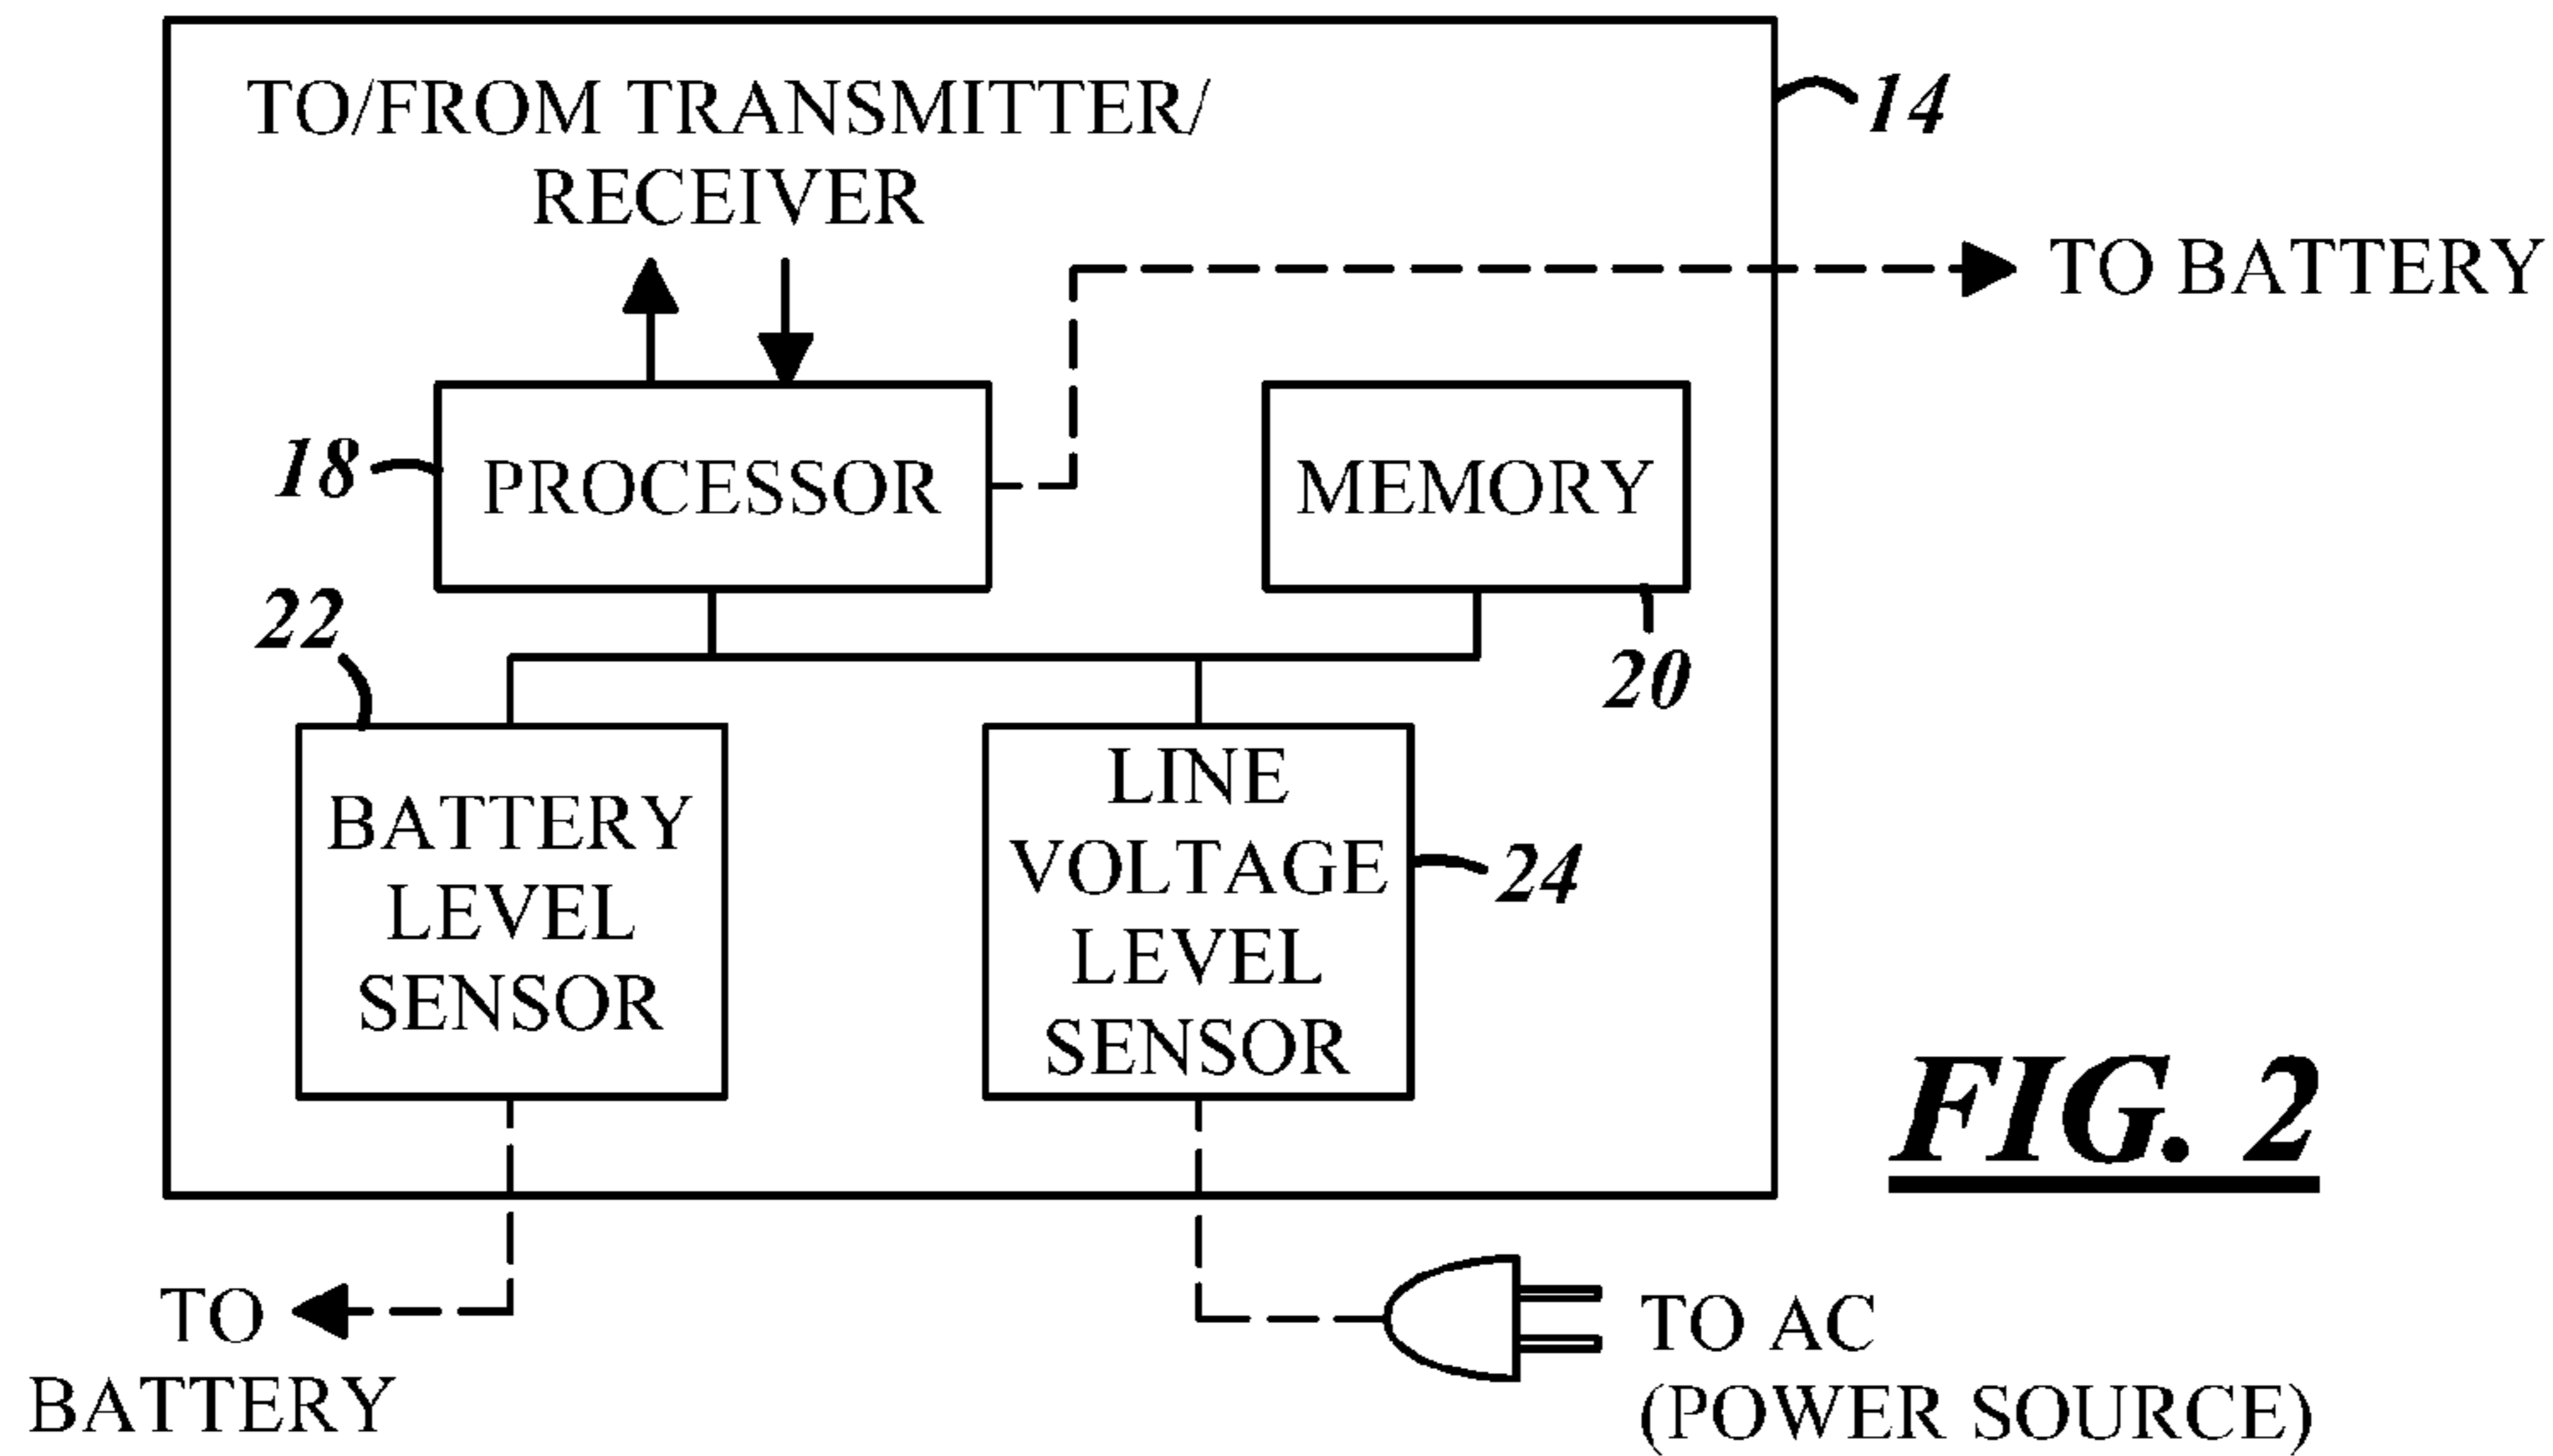 TO/FROM TRANSMITTER/
RECEIVER
14
TO BATTERY
18
PROCESSOR
MEMORY
22
20
BATTERY
LEVEL
SENSOR
LINE
VOLTAGE
LEVEL
SENSOR
24
FIG. 2
TO
BATTERY
TO AC
(POWER SOURCE)